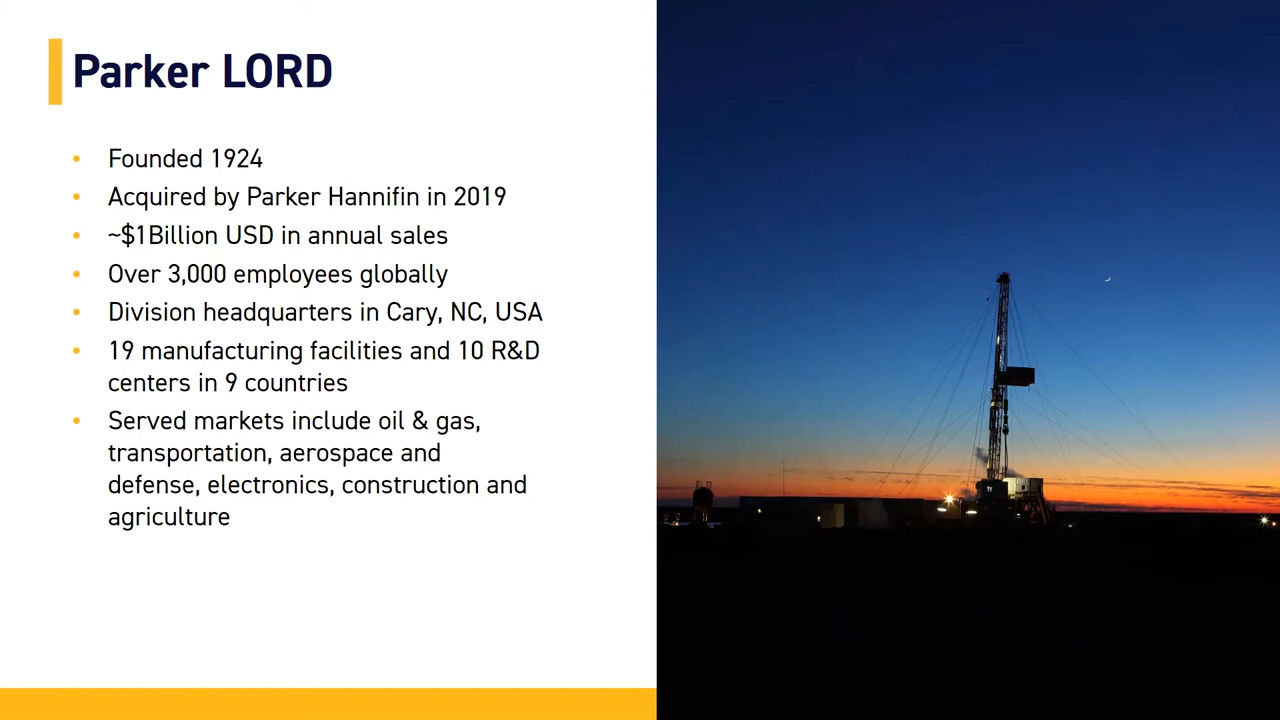 Parker LORD
• Founded 1924
• Acquired by Parker Hannifin in 2019
• ~$1Billion USD in annual sales
• Over 3,000 employees globally
• Division headquarters in Cary, NC, USA
• 19 manufacturing facilities and 10 R&D
centers in 9 countries
• Served markets include oil & gas,
transportation, aerospace and
defense, electronics, construction and
agriculture